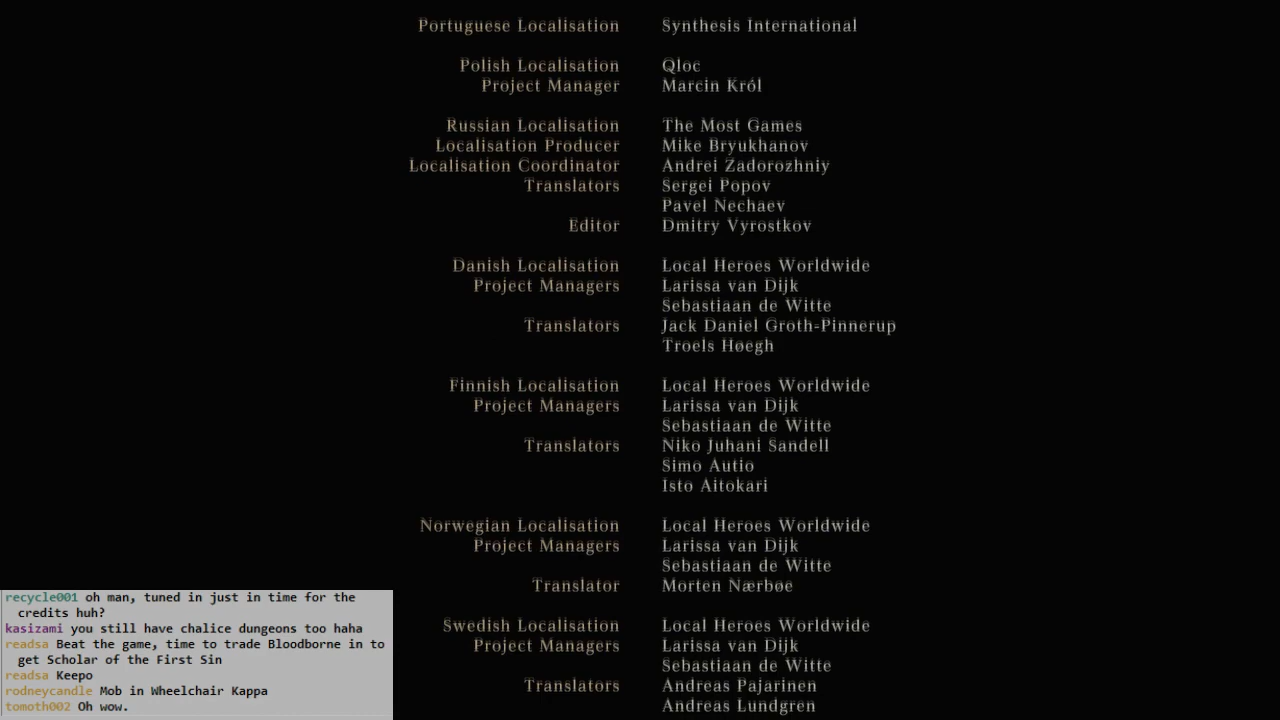 Portuguese Localisation Synthesis International
Polish Localisation Qloc
Project Manager Marcin Król
Russian Localisation The Most Games
Localisation Producer Mike Bryukhanov
Localisation Coordinator Andrei Zadorozhniy
Translators Sergei Popov
Pavel Nechaev
Editor Dmitry Vyrostkov
Danish Localisation Local Heroes Worldwide
Project Managers Larissa van Dijk
Sebastiaan de Witte
Translators Jack Daniel Groth-Pinnerup
Troels Høegh
Finnish Localisation Local Heroes Worldwide
Project Managers Larissa van Dijk
Sebastiaan de Witte
Translators Niko Juhani Sandell
Simo Autio
Isto Aitokari
Norwegian Localisation Local Heroes Worldwide
Project Managers Larissa van Dijk
Sebastiaan de Witte
Translator Morten Nærbøe
Swedish Localisation Local Heroes Worldwide
Project Managers Larissa van Dijk
Sebastiaan de Witte
Translators Andreas Pajarinen
Andreas Lundgren
recycle001 oh man, tuned in just in time for the
credits huh?
kasizami you still have chalice dungeons too haha
readsa Beat the game, time to trade Bloodborne in to
get Scholar of the First Sin
readsa Keepo
rodneycandle Mob in Wheelchair Kappa
tomoth002 Oh wow.